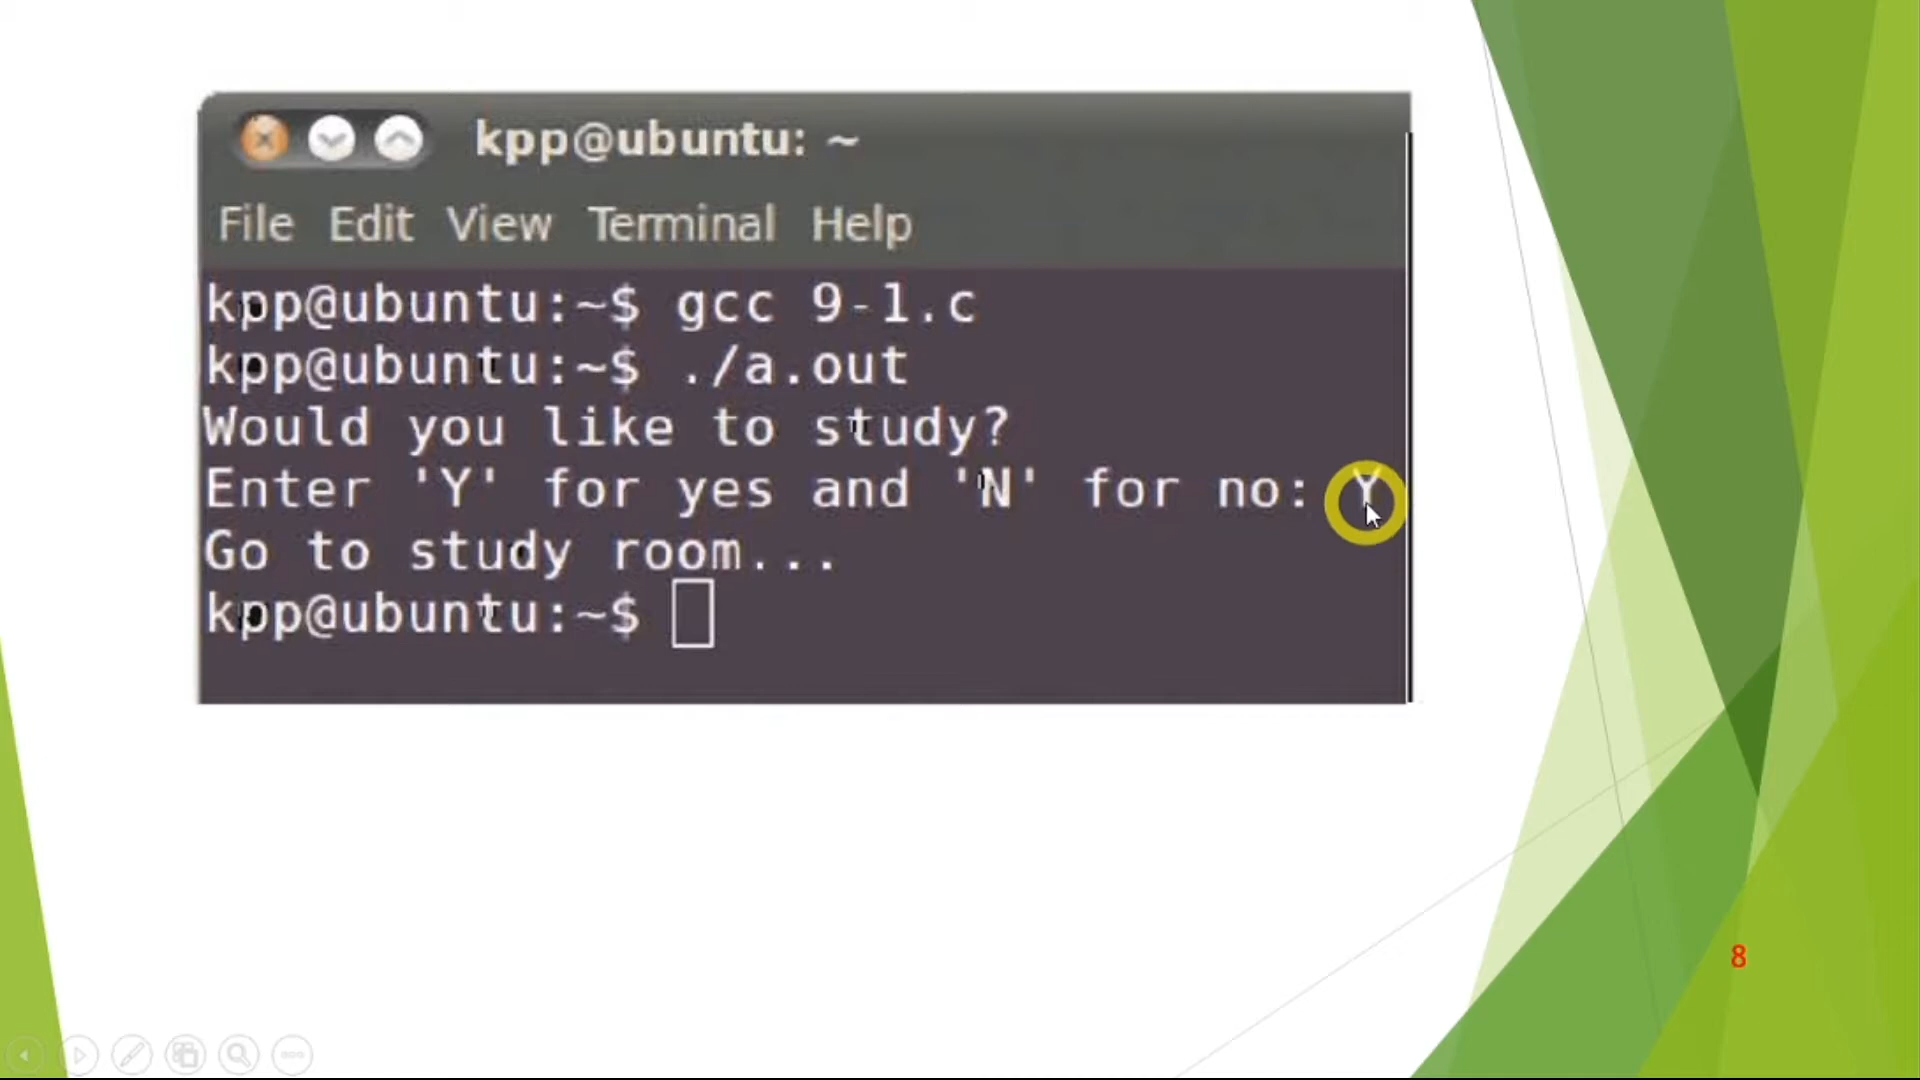 kpp@ubuntu: ~
File Edit View Terminal Help
kpp@ubuntu:~$ gcc 9-1.c
kpp@ubuntu:~$ ./a.out
Would you like to study?
Enter 'Y' for yes and 'N' for no: Y
Go to study room...
kpp@ubuntu:~$
8